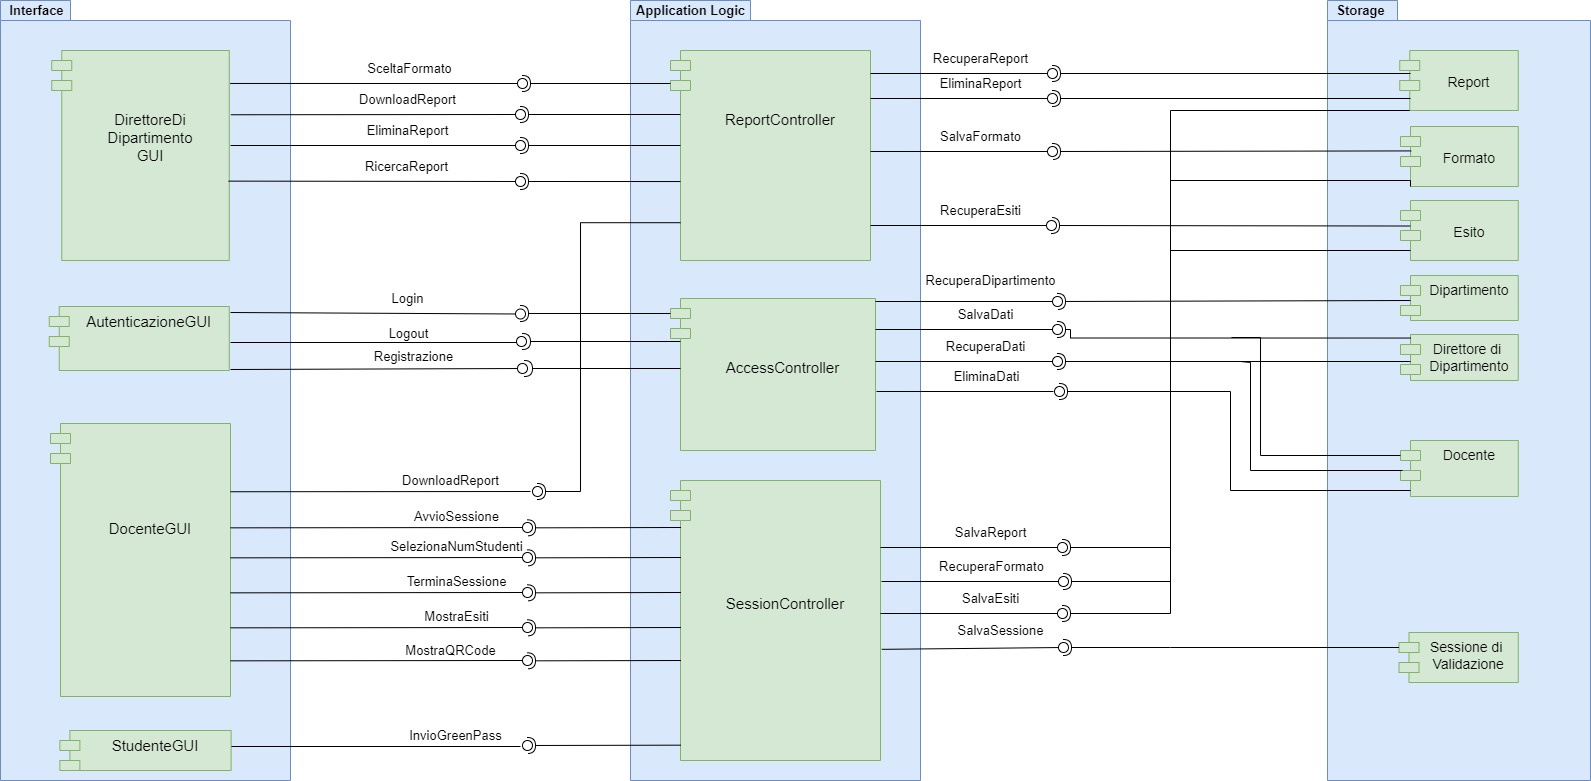 Interface
Application Logic
Storage
DirettoreDi
Dipartimento
GUI
SceltaFormato
DownloadReport
EliminaReport
RicercaReport
ReportController
RecuperaReport
EliminaReport
SalvaFormato
RecuperaEsiti
Report
Formato
Esito
AutenticazioneGUI
Login
Logout
Registrazione
AccessController
RecuperaDipartimento
SalvaDati
RecuperaDati
EliminaDati
Dipartimento
Direttore di
Dipartimento
Docente
DocenteGUI
DownloadReport
AvvioSessione
SelezionaNumStudenti
TerminaSessione
MostraEsiti
MostraQRCode
SessionController
SalvaReport
RecuperaFormato
SalvaEsiti
SalvaSessione
Sessione di
Validazione
StudenteGUI
InvioGreenPass